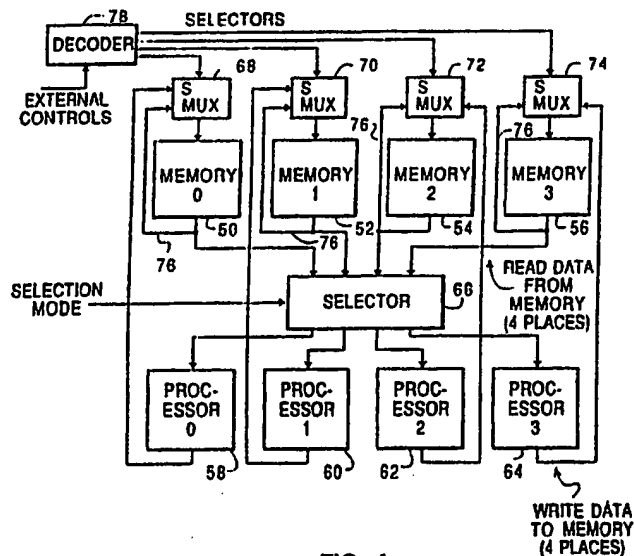 78
SELECTORS
DECODER
EXTERNAL
CONTROLS
68
S
MUX
70
S
MUX
72
S
MUX
74
S
MUX
76
76
MEMORY
0
MEMORY
1
MEMORY
2
MEMORY
3
50
52
54
56
76
76
READ DATA
FROM
MEMORY
(4 PLACES)
SELECTION
MODE
SELECTOR
66
PROC-
ESSOR
0
PROC-
ESSOR
1
PROC-
ESSOR
2
PROC-
ESSOR
3
58
60
62
64
WRITE DATA
TO MEMORY
(4 PLACES)